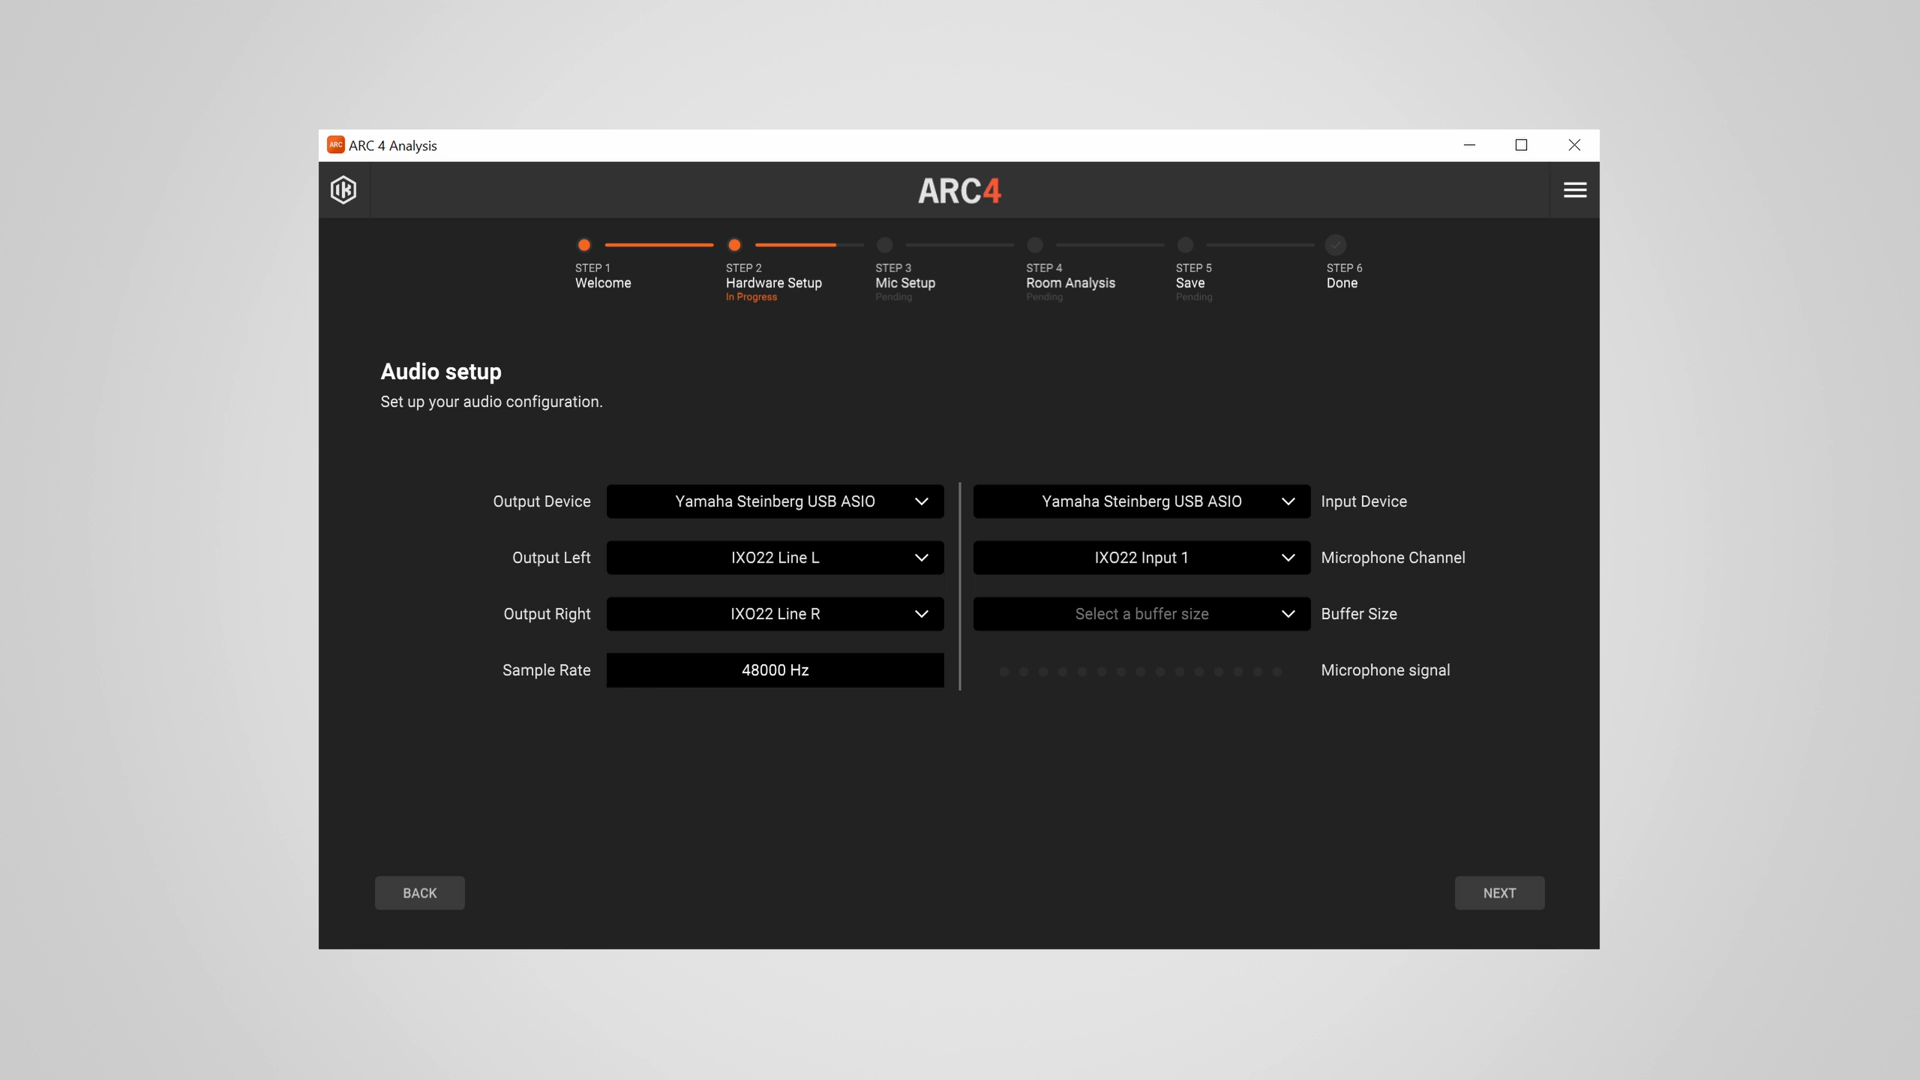 ARC ARC 4 Analysis
IK ARC4
STEP 1
Welcome
STEP 2
Hardware Setup
In Progress
STEP 3
Mic Setup
Pending
STEP 4
Room Analysis
Pending
STEP 5
Save
Pending
STEP 6
Done
Audio setup
Set up your audio configuration.
Output Device Yamaha Steinberg USB ASIO
Yamaha Steinberg USB ASIO Input Device
Output Left IXO22 Line L
IXO22 Input 1 Microphone Channel
Output Right IXO22 Line R
Select a buffer size Buffer Size
Sample Rate 48000 Hz
Microphone signal
BACK
NEXT